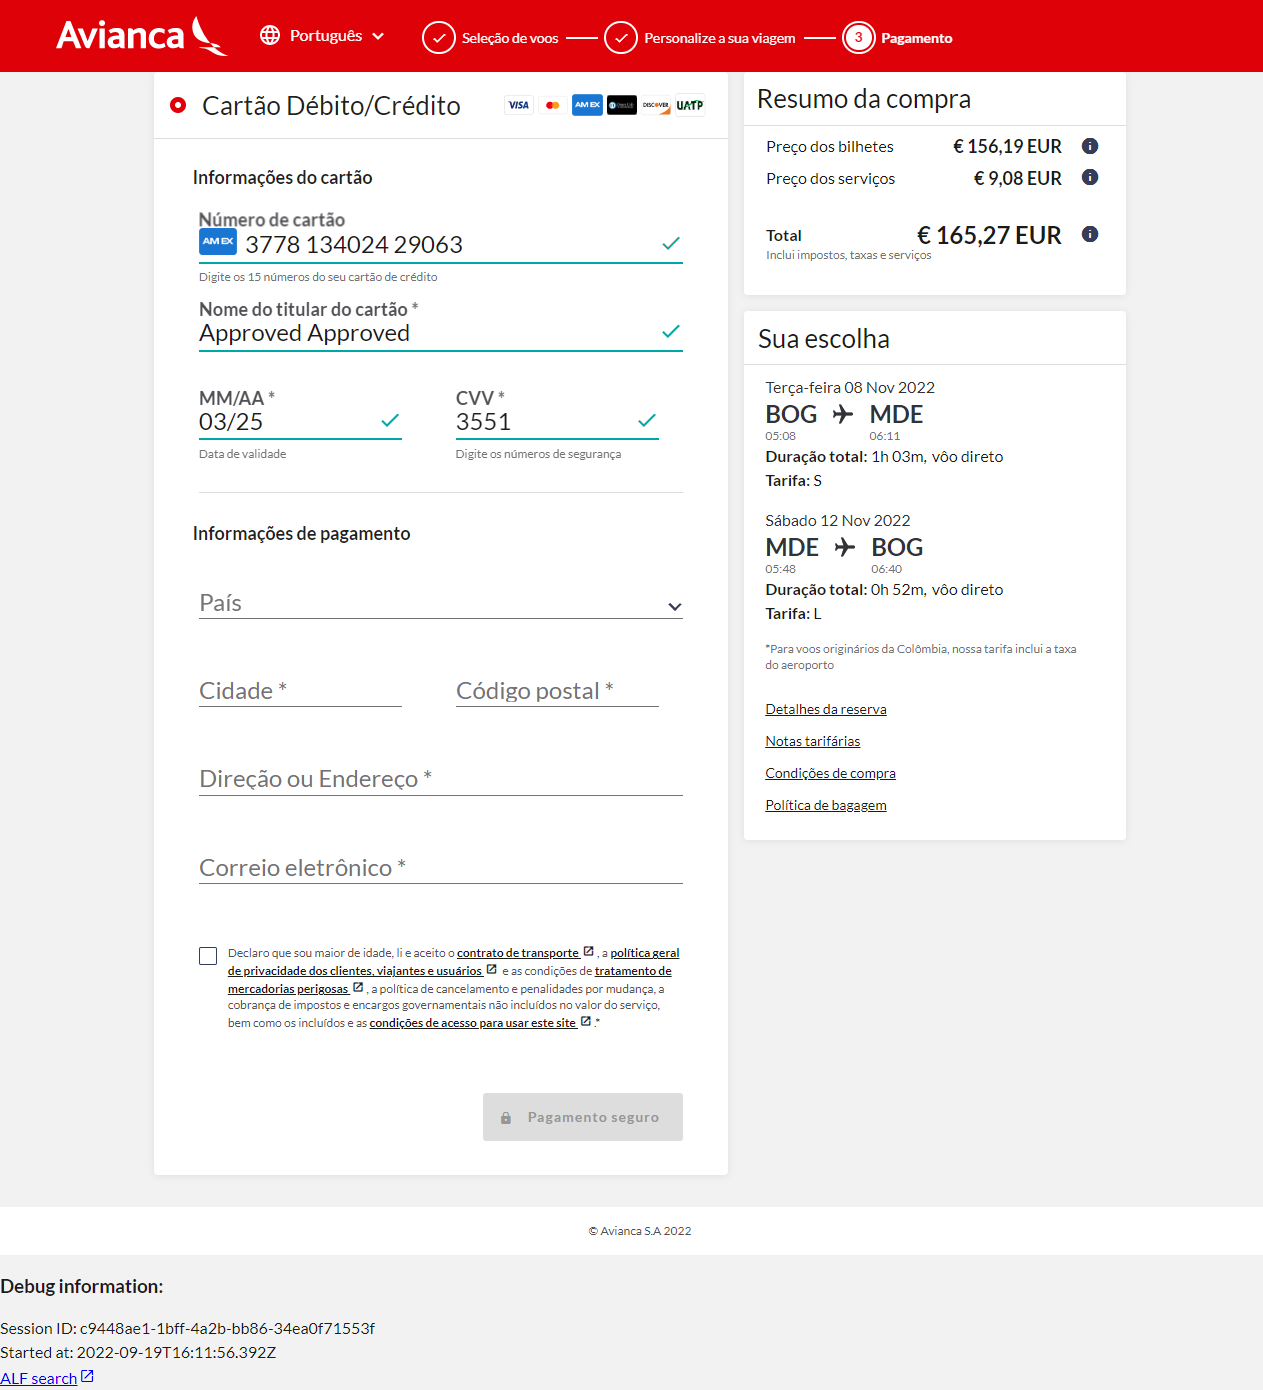 Avianca
Português
Seleção de voos
Personalize a sua viagem
3 Pagamento
Cartão Débito/Crédito
VISA
AM EX
DISCOVER
UATP
Informações do cartão
Número de cartão
AM EX 3778 134024 29063
Digite os 15 números do seu cartão de crédito
Nome do titular do cartão *
Approved Approved
MM/AA *
03/25
Data de validade
CVV *
3551
Digite os números de segurança
Informações de pagamento
País
Cidade *
Código postal *
Direção ou Endereço *
Correio eletrônico *
Declaro que sou maior de idade, li e aceito o contrato de transporte , a política geral
de privacidade dos clientes, viajantes e usuários e as condições de tratamento de
mercadorias perigosas , a política de cancelamento e penalidades por mudança, a
cobrança de impostos e encargos governamentais não incluídos no valor do serviço,
bem como os incluídos e as condições de acesso para usar este site .*
Pagamento seguro
Resumo da compra
Preço dos bilhetes € 156,19 EUR
Preço dos serviços € 9,08 EUR
Total € 165,27 EUR
Inclui impostos, taxas e serviços
Sua escolha
Terça-feira 08 Nov 2022
BOG MDE
05:08 06:11
Duração total: 1h 03m, vôo direto
Tarifa: S
Sábado 12 Nov 2022
MDE BOG
05:48 06:40
Duração total: 0h 52m, vôo direto
Tarifa: L
*Para voos originários da Colômbia, nossa tarifa inclui a taxa
do aeroporto
Detalhes da reserva
Notas tarifárias
Condições de compra
Política de bagagem
© Avianca S.A 2022
Debug information:
Session ID: c9448ae1-1bff-4a2b-bb86-34ea0f71553f
Started at: 2022-09-19T16:11:56.392Z
ALF search